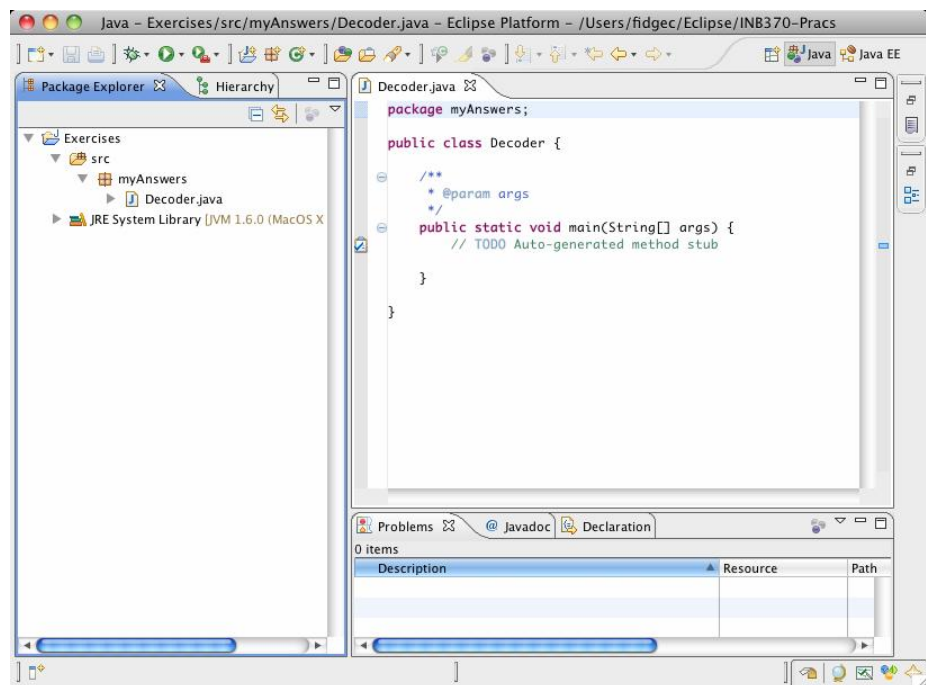 Java – Exercises/src/myAnswers/Decoder.java – Eclipse Platform – /Users/fidgec/Eclipse/INB370-Pracs
Java Java EE
Package Explorer Hierarchy
Exercises
src
myAnswers
Decoder.java
JRE System Library [JVM 1.6.0 (MacOS X
Decoder.java
package myAnswers;
public class Decoder {
/**
* @param args
*/
public static void main(String[] args) {
// TODO Auto-generated method stub
}
}
Problems @ Javadoc Declaration
0 items
Description Resource Path